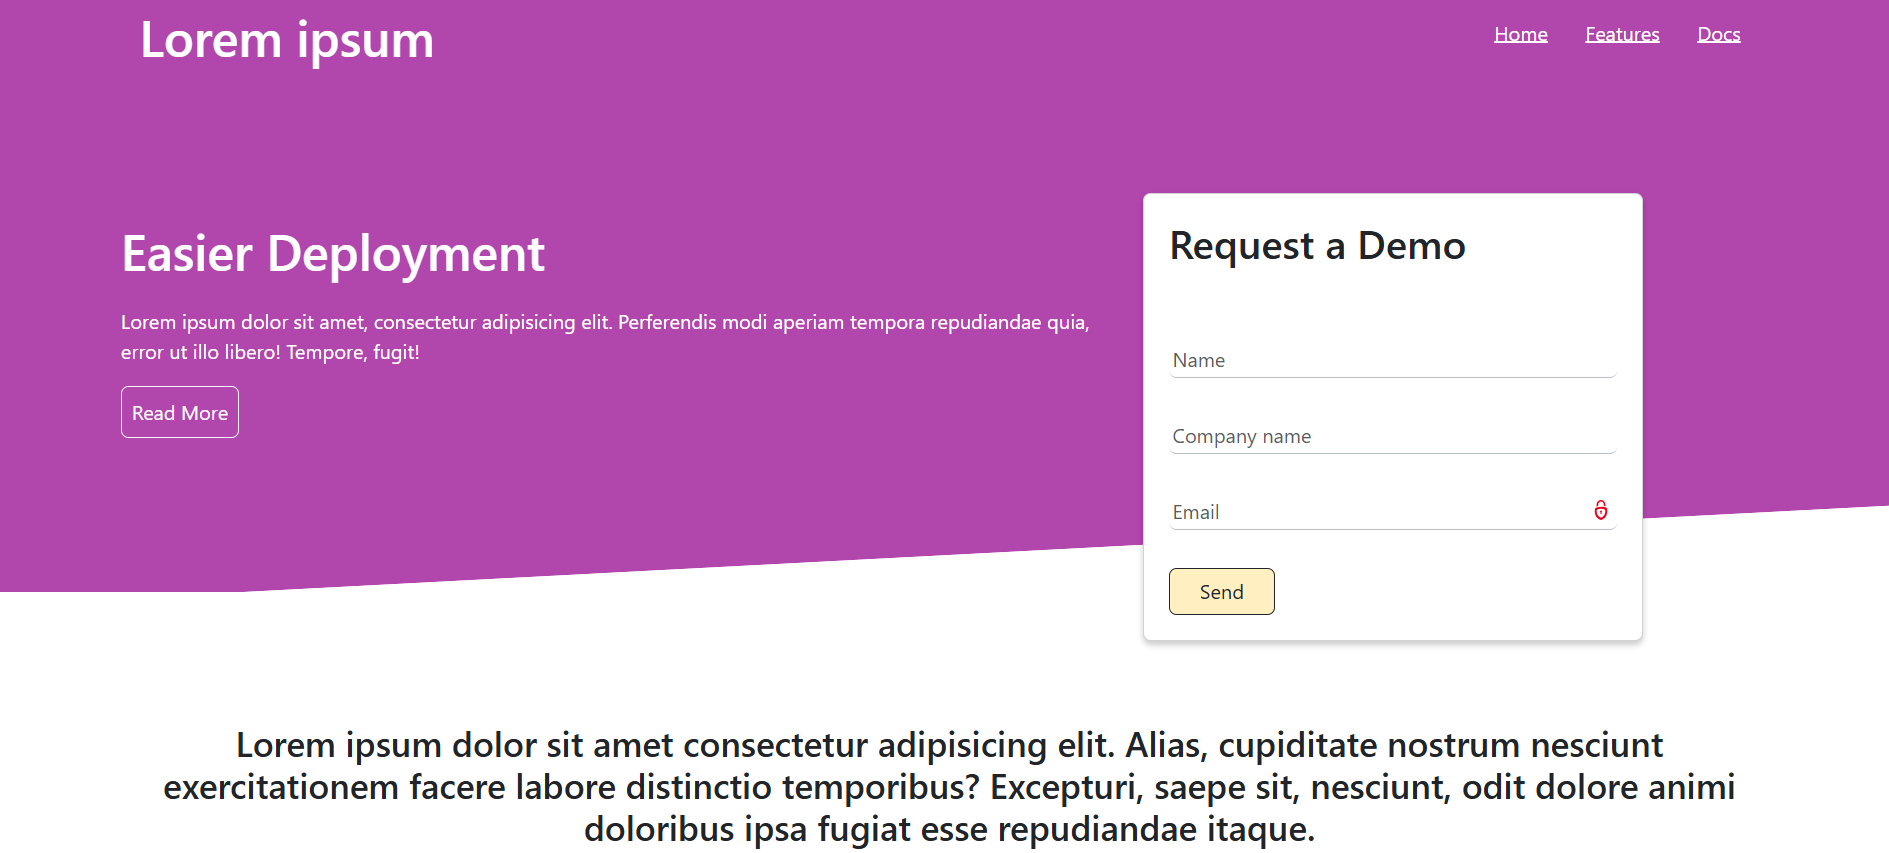 Lorem ipsum
Home
Features
Docs
Easier Deployment
Lorem ipsum dolor sit amet, consectetur adipisicing elit. Perferendis modi aperiam tempora repudiandae quia,
error ut illo libero! Tempore, fugit!
Read More
Request a Demo
Name
Company name
Email
Send
Lorem ipsum dolor sit amet consectetur adipisicing elit. Alias, cupiditate nostrum nesciunt
exercitationem facere labore distinctio temporibus? Excepturi, saepe sit, nesciunt, odit dolore animi
doloribus ipsa fugiat esse repudiandae itaque.